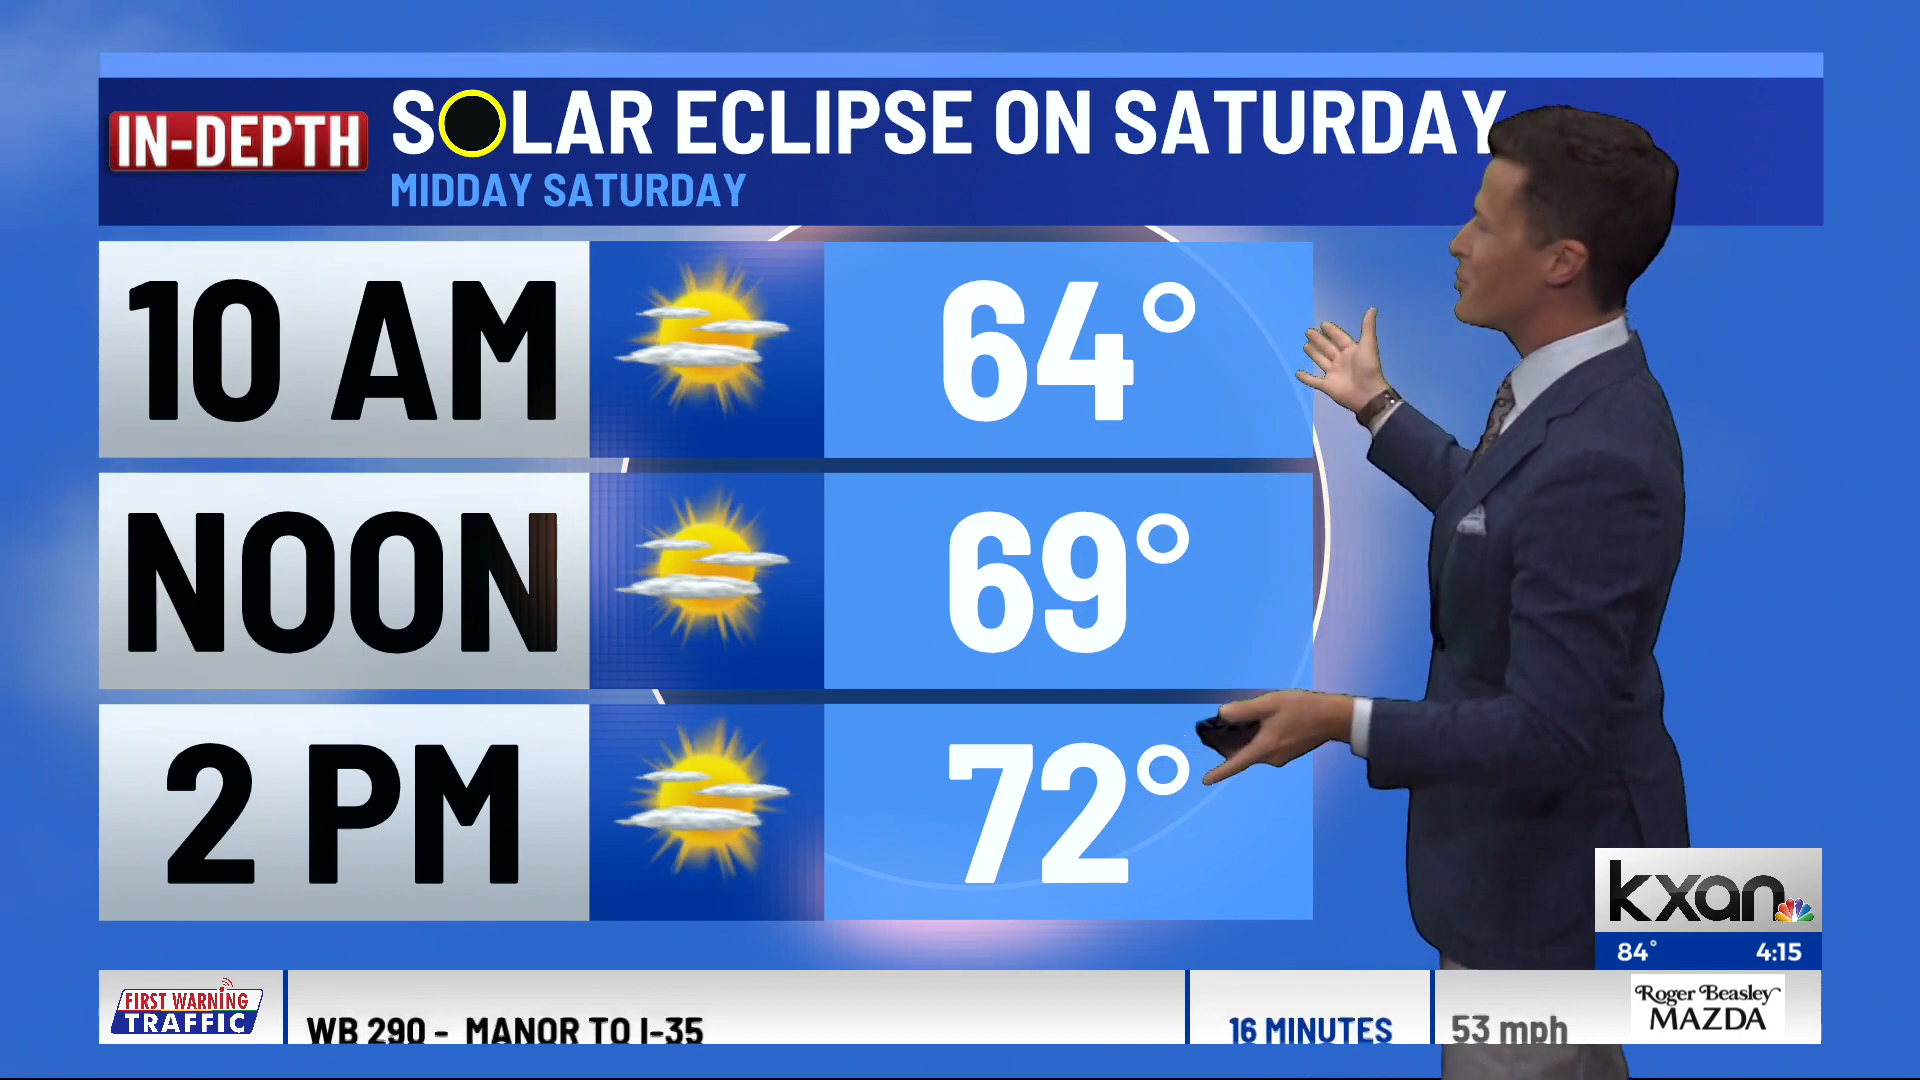 IN-DEPTH
SOLAR ECLIPSE ON SATURDAY
MIDDAY SATURDAY
10 AM
64°
NOON
69°
2 PM
72°
kxan
84° 4:15
FIRST WARNING
TRAFFIC
WB 290 - MANOR TO I-35
16 MINUTES
53 mph
Roger Beasley
MAZDA